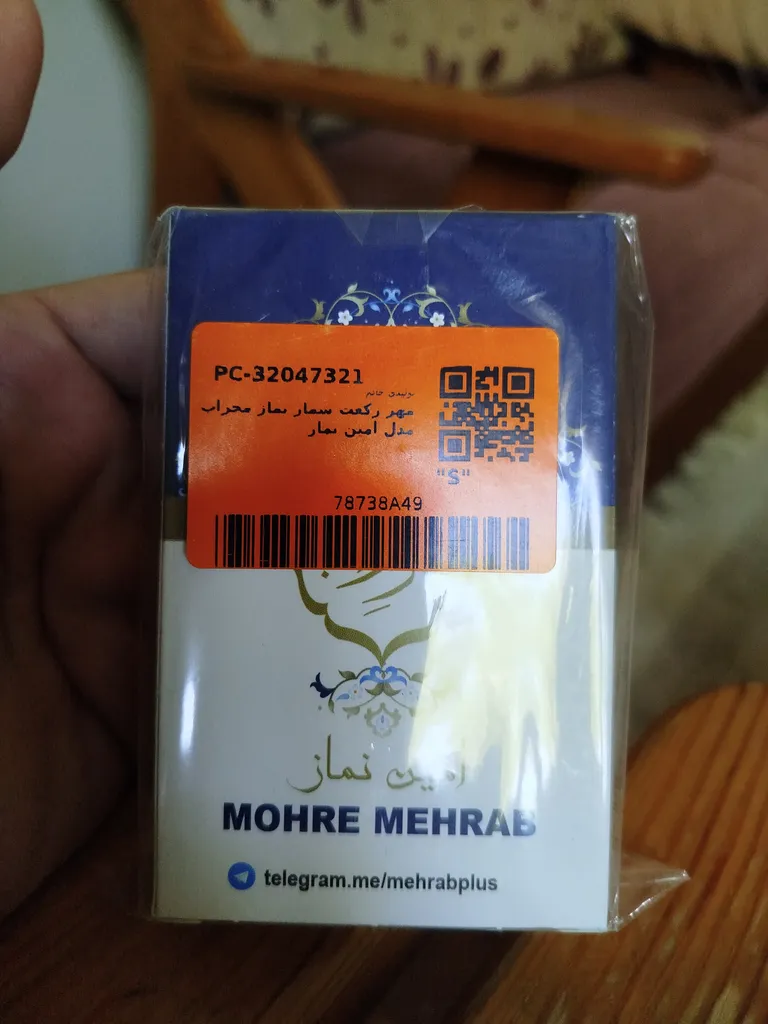 PC-32047321
تولیدی خانم
مهر رکعت شمار نماز محراب
مدل امین نماز
"S"
78738A49
امین نماز
MOHRE MEHRAB
telegram.me/mehrabplus